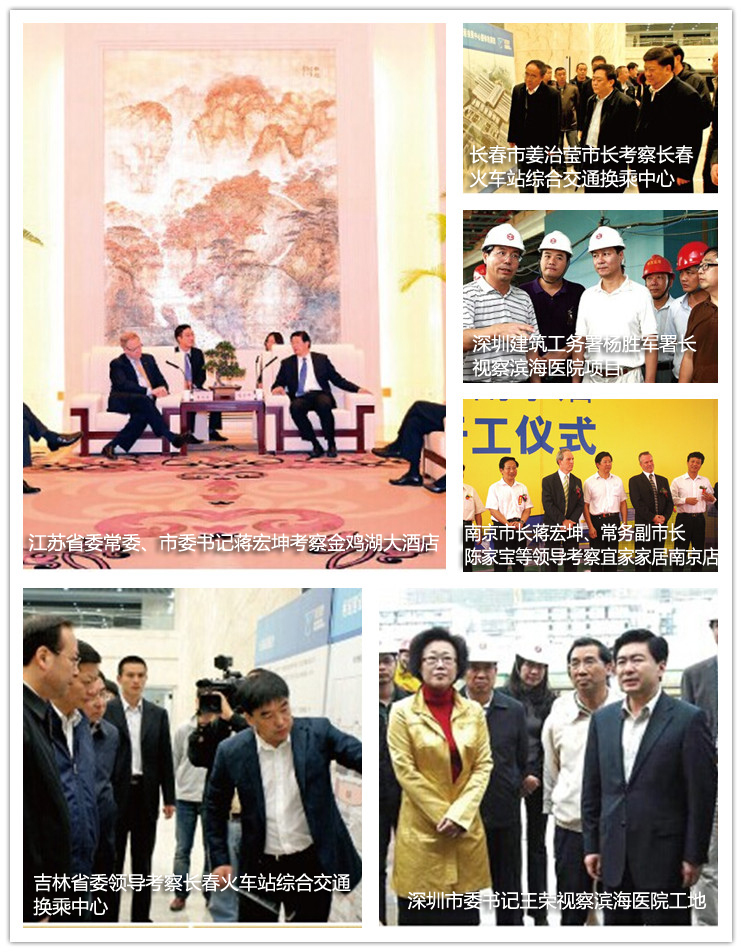 江苏省委常委、市委书记蒋宏坤考察金鸡湖大酒店
长春市姜治莹市长考察长春
火车站综合交通换乘中心
深圳建筑工务署杨胜军署长
视察滨海医院项目
工仪式
南京市长蒋宏坤、常务副市长
陈家宝等领导考察宜家家居南京店
吉林省委领导考察长春火车站综合交通
换乘中心
深圳市委书记王荣视察滨海医院工地